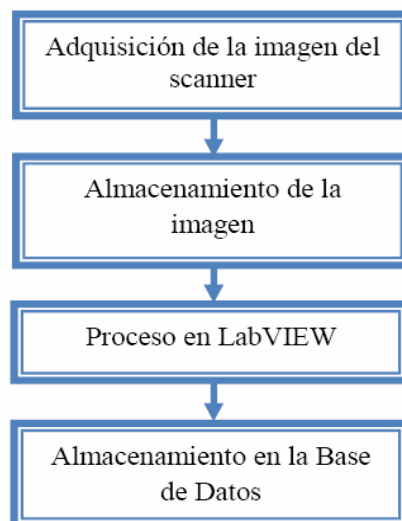 Adquisición de la imagen del
scanner
Almacenamiento de la
imagen
Proceso en LabVIEW
Almacenamiento en la Base
de Datos